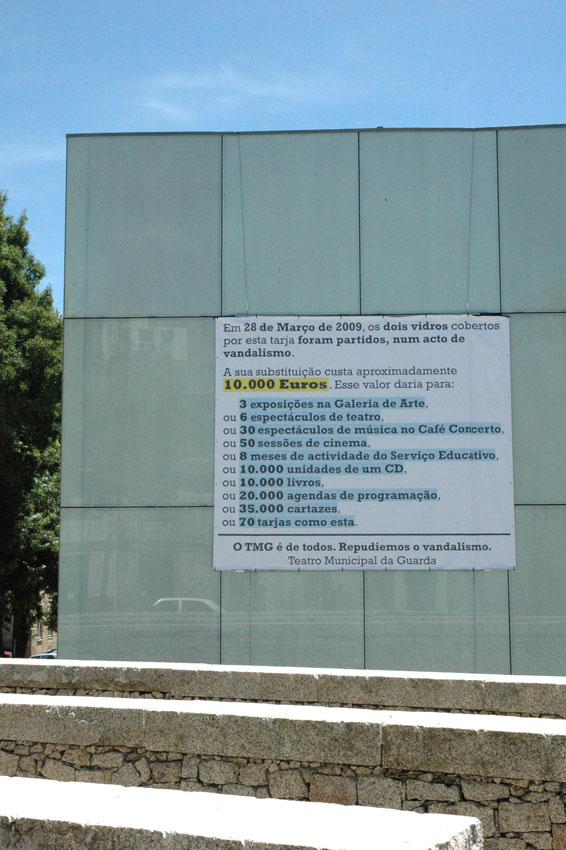 Em 28 de Março de 2009, os dois vidros cobertos
por esta tarja foram partidos, num acto de
vandalismo.
A sua substituição custa aproximadamente
10.000 Euros. Esse valor daria para:
3 exposições na Galeria de Arte,
ou 6 espectáculos de teatro,
ou 30 espectáculos de música no Café Concerto,
ou 50 sessões de cinema,
ou 8 meses de actividade do Serviço Educativo,
ou 10.000 unidades de um CD,
ou 10.000 livros,
ou 20.000 agendas de programação,
ou 35.000 cartazes,
ou 70 tarjas como esta.
O TMG é de todos. Repudiemos o vandalismo.
Teatro Municipal da Guarda